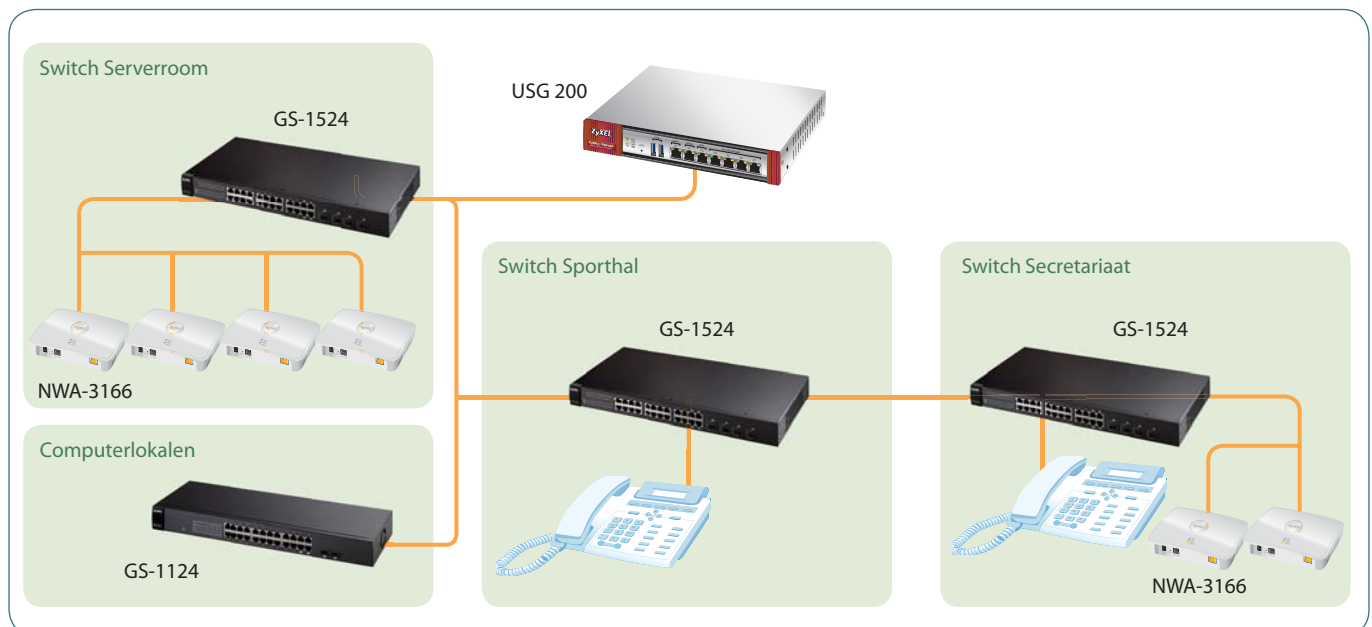 Switch Serverroom
GS-1524
USG 200
ZyXEL
Switch Sporthal
GS-1524
Switch Secretariaat
GS-1524
NWA-3166
Computerlokalen
GS-1124
NWA-3166